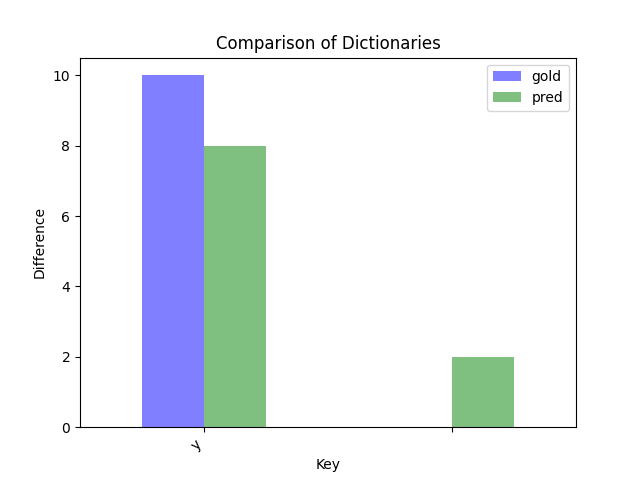 Comparison of Dictionaries
gold
pred
10
8
6
4
2
0
Difference
y
Key